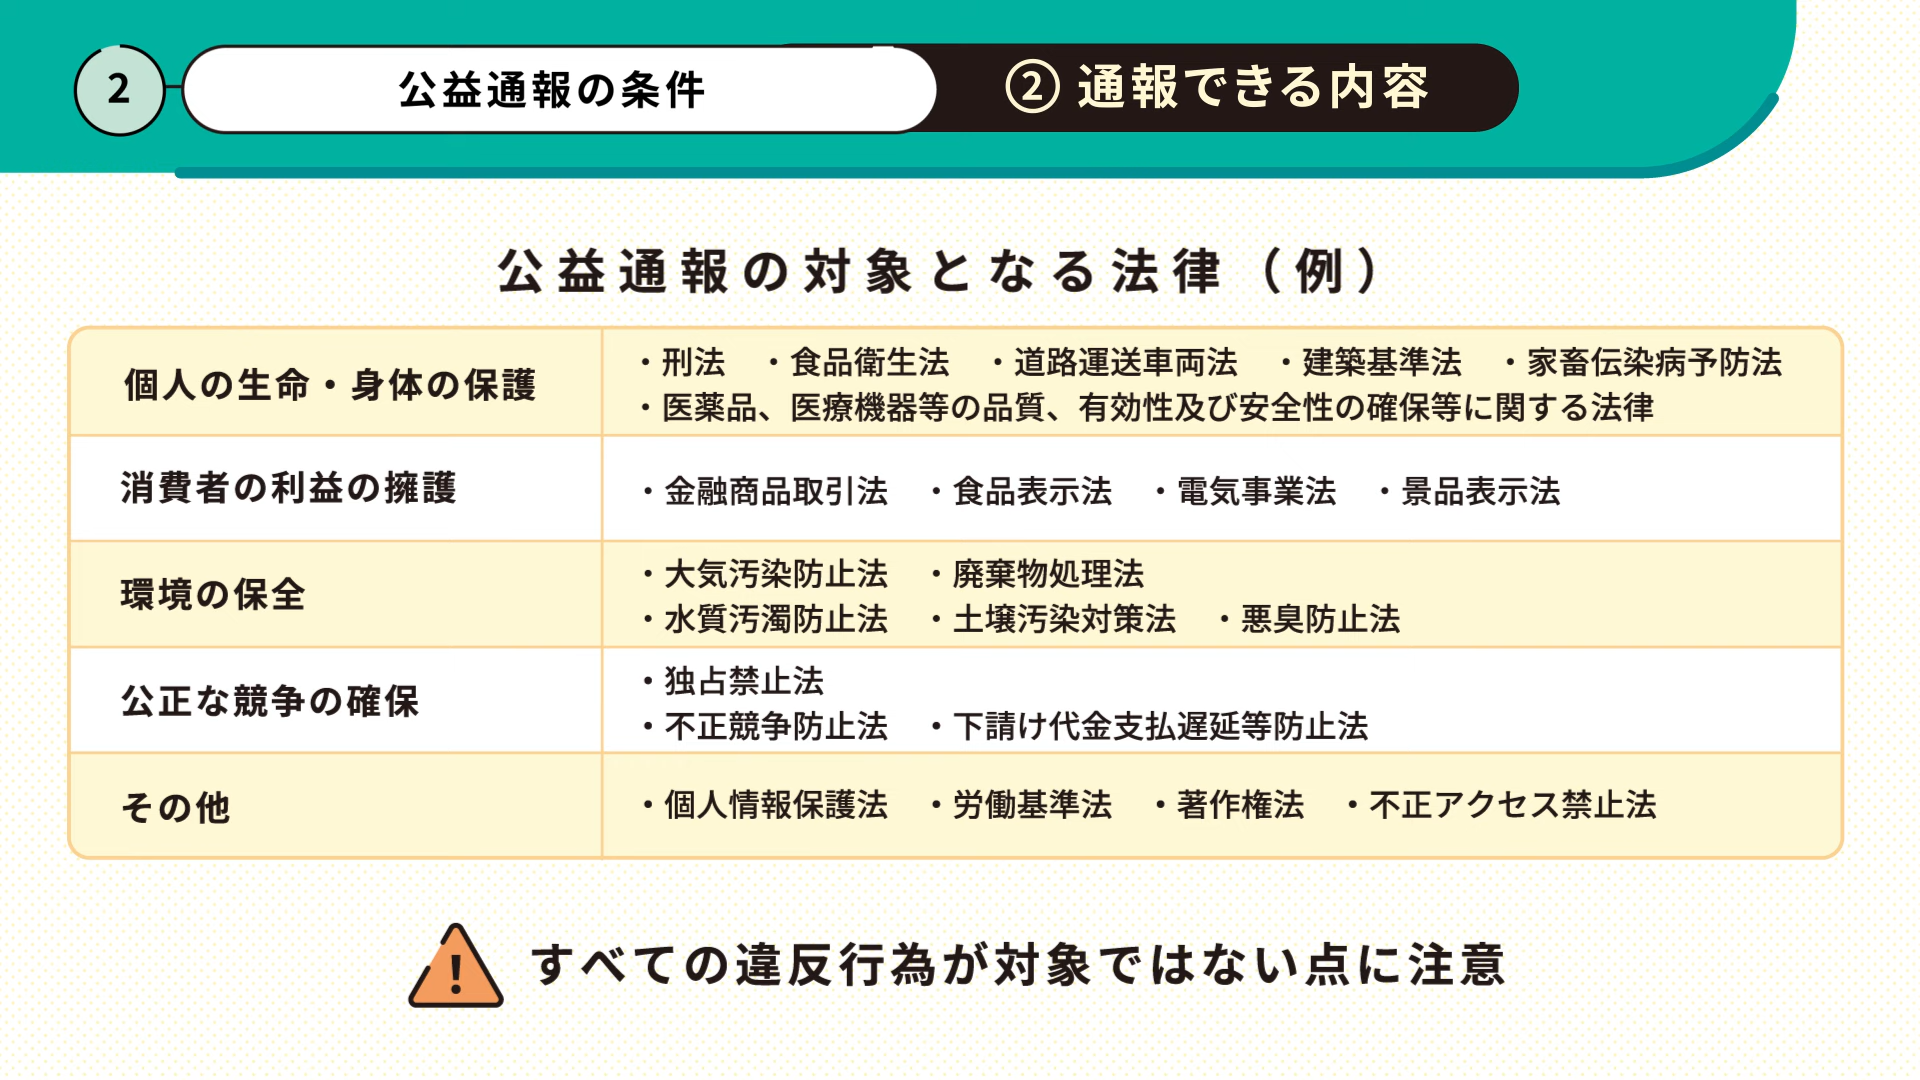 2
公益通報の条件
② 通報できる内容
公益通報の対象となる法律（例）
個人の生命・身体の保護
・刑法　・食品衛生法　・道路運送車両法　・建築基準法　・家畜伝染病予防法
・医薬品、医療機器等の品質、有効性及び安全性の確保等に関する法律
消費者の利益の擁護
・金融商品取引法　・食品表示法　・電気事業法　・景品表示法
環境の保全
・大気汚染防止法　・廃棄物処理法
・水質汚濁防止法　・土壌汚染対策法　・悪臭防止法
公正な競争の確保
・独占禁止法
・不正競争防止法　・下請け代金支払遅延等防止法
その他
・個人情報保護法　・労働基準法　・著作権法　・不正アクセス禁止法
!
すべての違反行為が対象ではない点に注意